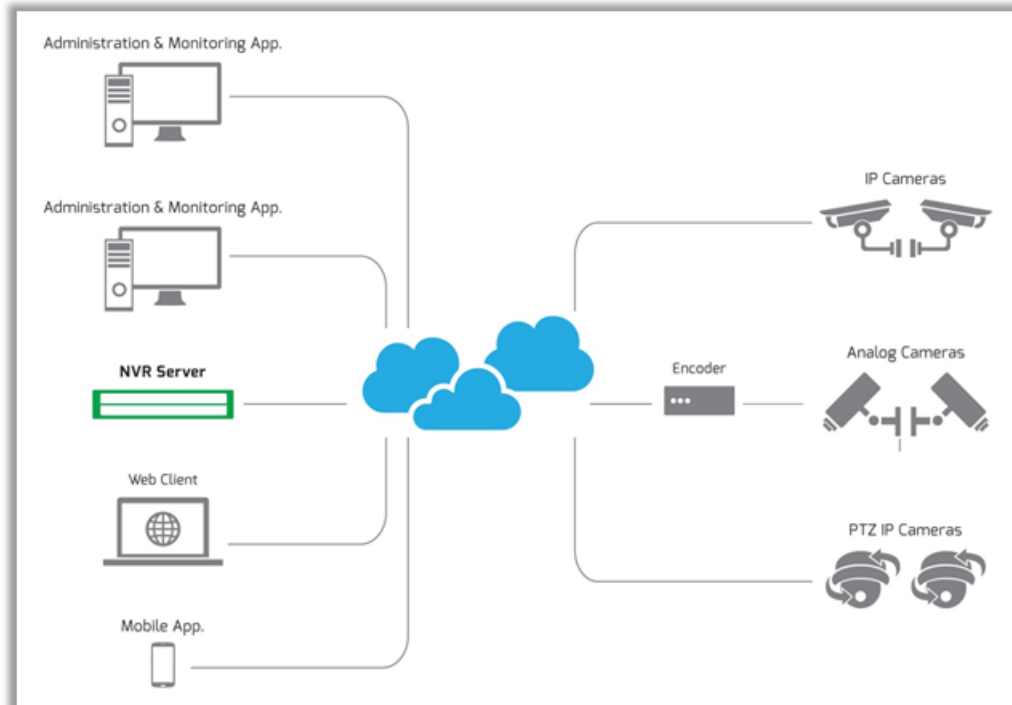 Administration & Monitoring App.
Administration & Monitoring App.
NVR Server
Web Client
Mobile App.
IP Cameras
Encoder
Analog Cameras
PTZ IP Cameras